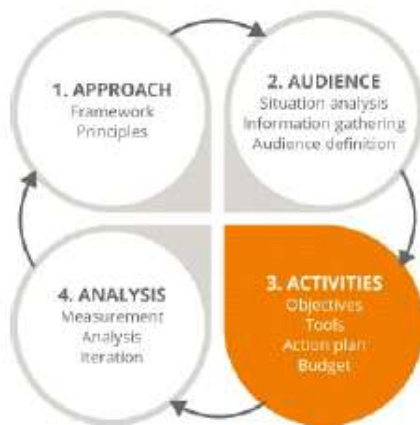 1. APPROACH
Framework
Principles
2. AUDIENCE
Situation analysis
Information gathering
Audience definition
3. ACTIVITIES
Objectives
Tools
Action plan
Budget
4. ANALYSIS
Measurement
Analysis
Iteration